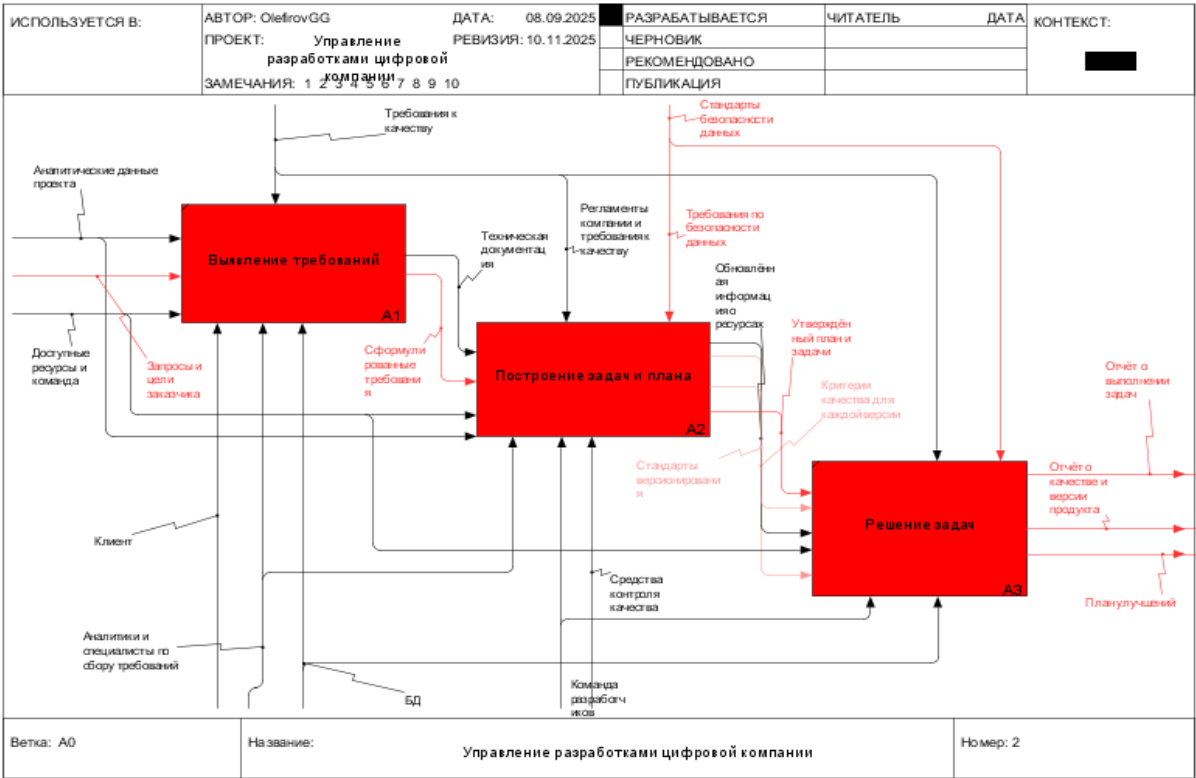 ИСПОЛЬЗУЕТСЯ В:
АВТОР: OlefirovGG
ДАТА: 08.09.2025
РАЗРАБАТЫВАЕТСЯ
ЧИТАТЕЛЬ
ДАТА
КОНТЕКСТ:
ПРОЕКТ: Управление
разработками цифровой
компании
РЕВИЗИЯ: 10.11.2025
ЧЕРНОВИК
РЕКОМЕНДОВАНО
ЗАМЕЧАНИЯ: 1 2 3 4 5 6 7 8 9 10
ПУБЛИКАЦИЯ
Требования к
качеству
Стандарты
безопасности
данных
Аналитические данные
проекта
Регламенты
компании и
требования к
качеству
Требования по
безопасности
данных
Техническая
документац
ия
Выявление требований
A1
Обновлённ
ая
информац
ия о
ресурсах
Утверждён
ный план и
задачи
Доступные
ресурсы и
команда
Запросы и
цели
заказчика
Сформули
рованные
требовани
я
Построение задач и плана
A2
Критерии
качества для
каждой версии
Отчёт о
выполнении
задач
Стандарты
версионировани
я
Отчёт о
качестве и
версии
продукта
Решение задач
A3
Клиент
Средства
контроля
качества
План улучшений
Аналитики и
специалисты по
сбору требований
БД
Команда
разработч
иков
Ветка: A0
Название:
Управление разработками цифровой компании
Номер: 2